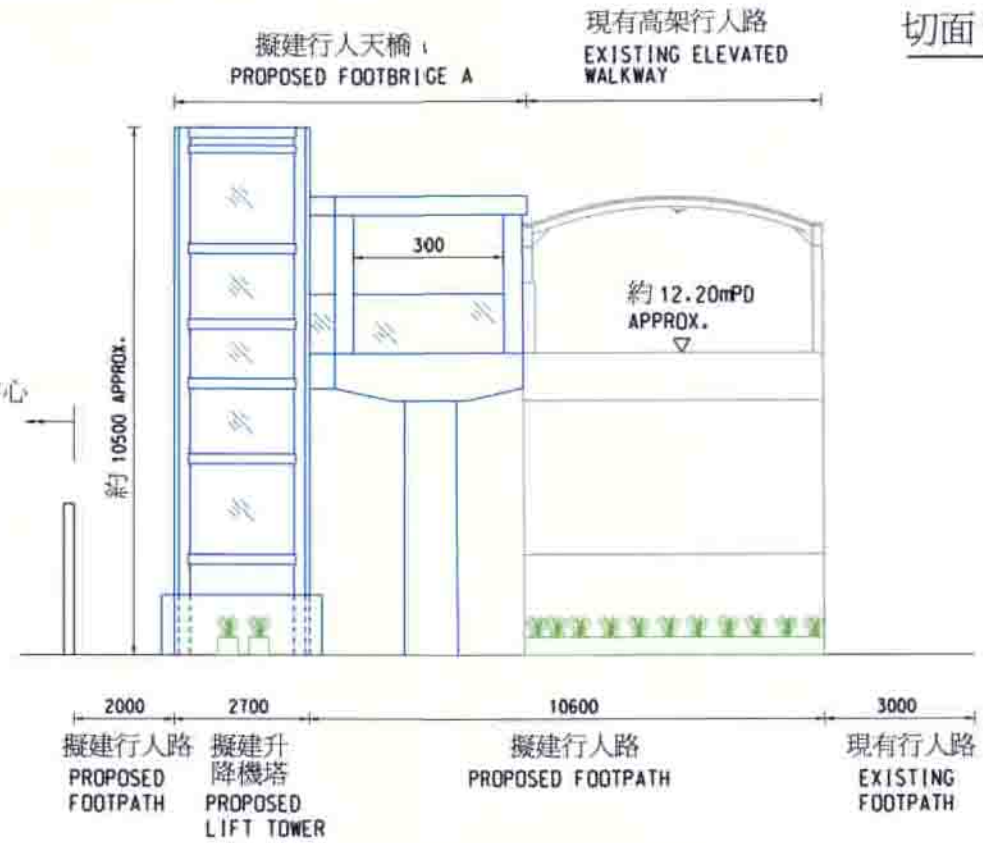 擬建行人天橋
PROPOSED FOOTBRIGE A
現有高架行人路
EXISTING ELEVATED
WALKWAY
切面
300
約 12.20mPD
APPROX.
約 10500 APPROX.
心
2000
2700
10600
3000
擬建行人路
PROPOSED
FOOTPATH
擬建升
降機塔
PROPOSED
LIFT TOWER
擬建行人路
PROPOSED FOOTPATH
現有行人路
EXISTING
FOOTPATH